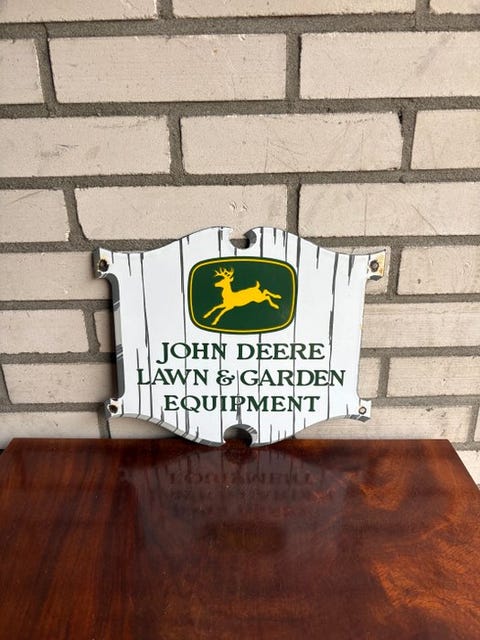 JOHN DEERE
LAWN & GARDEN
EQUIPMENT